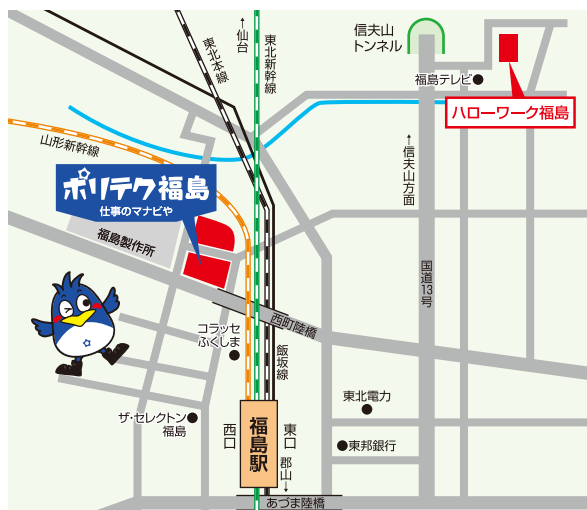 ←仙台
東北本線
東北新幹線
信夫山
トンネル
福島テレビ
ハローワーク福島
山形新幹線
←信夫山方面
ポリテク福島
仕事のマナビや
福島製作所
国道13号
西町陸橋
コラッセ
ふくしま
飯坂線
東北電力
ザ・セレクトン
福島
西口
福島駅
東口
東邦銀行
郡山→
あづま陸橋